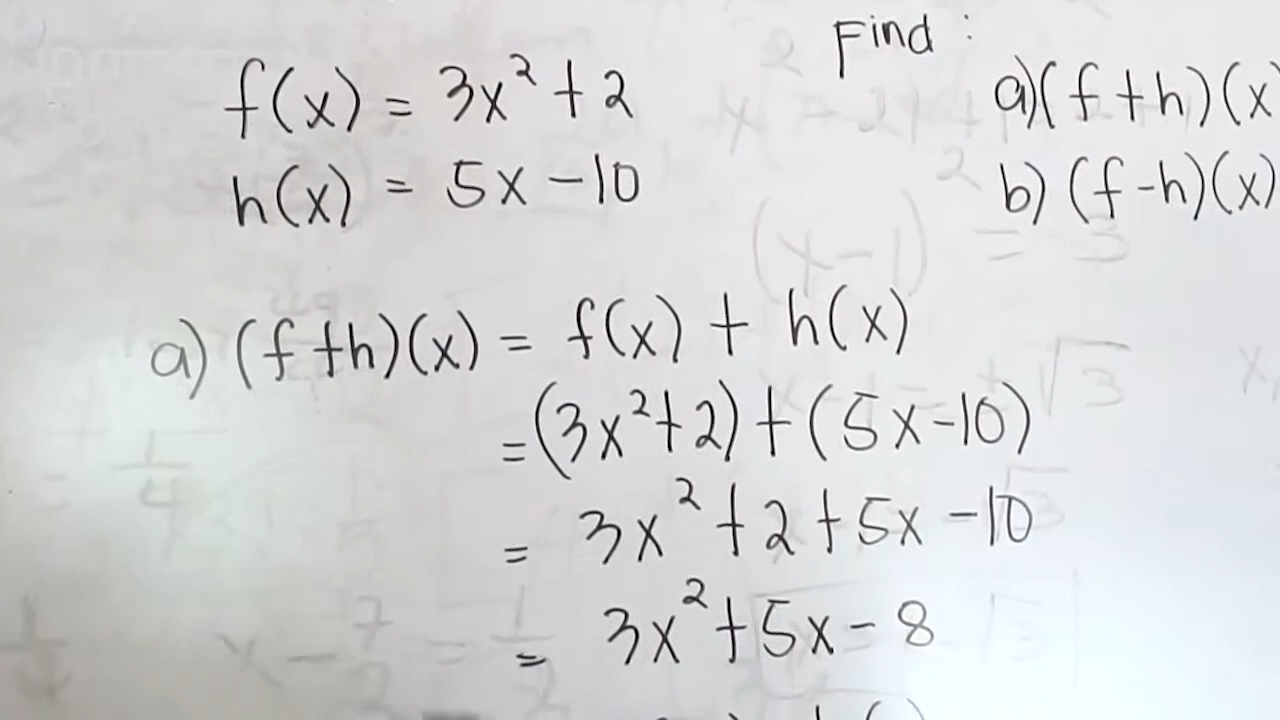 f(x) = 3x² + 2
h(x) = 5x - 10
Find :
a) (f + h)(x)
b) (f - h)(x)
a) (f + h)(x) = f(x) + h(x)
= (3x² + 2) + (5x - 10)
= 3x² + 2 + 5x - 10
= 3x² + 5x - 8